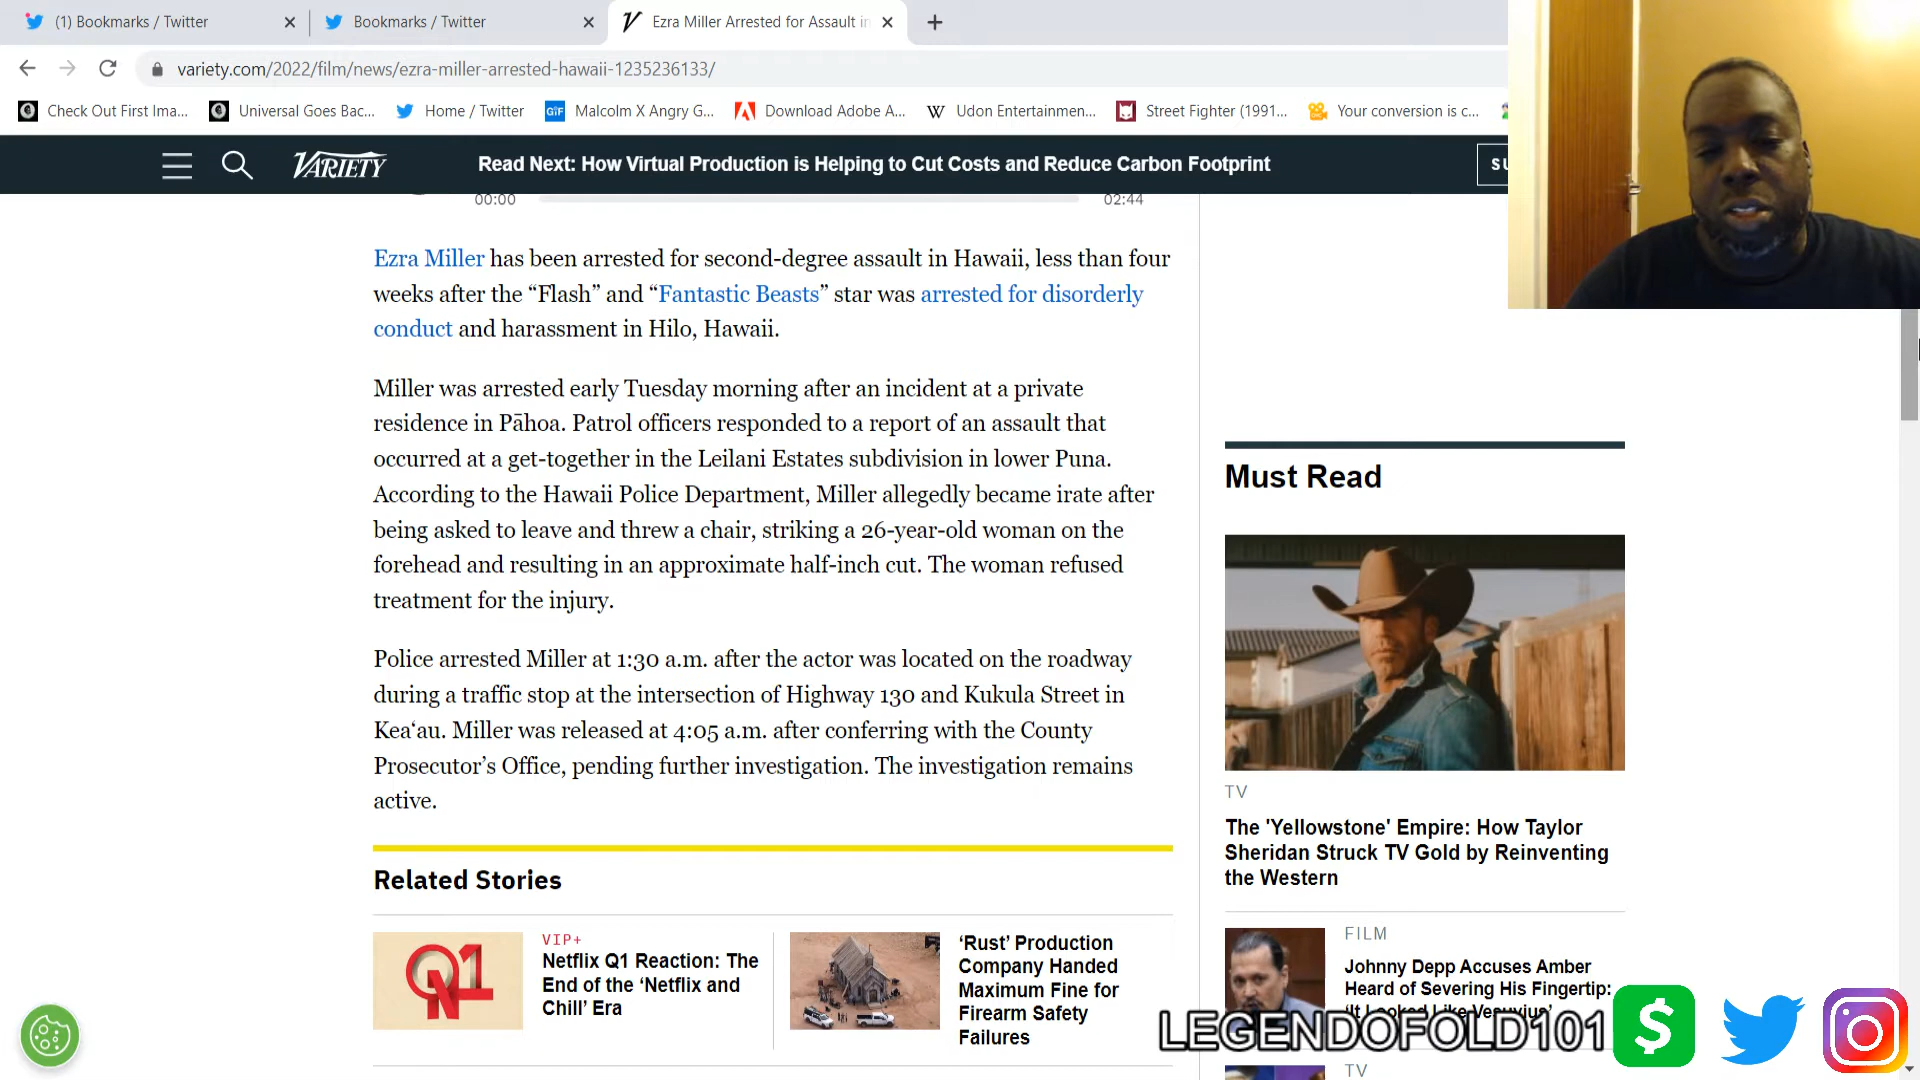 (1) Bookmarks / Twitter
Bookmarks / Twitter
Ezra Miller Arrested for Assault in
variety.com/2022/film/news/ezra-miller-arrested-hawaii-1235236133/
Check Out First Ima...
Universal Goes Bac...
Home / Twitter
GIF
Malcolm X Angry G...
Download Adobe A...
Udon Entertainmen...
Street Fighter (1991...
Your conversion is c...
VARIETY
Read Next: How Virtual Production is Helping to Cut Costs and Reduce Carbon Footprint
SU
00:00
02:44
Ezra Miller has been arrested for second-degree assault in Hawaii, less than four
weeks after the “Flash” and “Fantastic Beasts” star was arrested for disorderly
conduct and harassment in Hilo, Hawaii.
Miller was arrested early Tuesday morning after an incident at a private
residence in Pāhoa. Patrol officers responded to a report of an assault that
occurred at a get-together in the Leilani Estates subdivision in lower Puna.
According to the Hawaii Police Department, Miller allegedly became irate after
being asked to leave and threw a chair, striking a 26-year-old woman on the
forehead and resulting in an approximate half-inch cut. The woman refused
treatment for the injury.
Police arrested Miller at 1:30 a.m. after the actor was located on the roadway
during a traffic stop at the intersection of Highway 130 and Kukula Street in
Kea‘au. Miller was released at 4:05 a.m. after conferring with the County
Prosecutor’s Office, pending further investigation. The investigation remains
active.
Related Stories
Q1
N
VIP+
Netflix Q1 Reaction: The
End of the ‘Netflix and
Chill’ Era
‘Rust’ Production
Company Handed
Maximum Fine for
Firearm Safety
Failures
Must Read
TV
The 'Yellowstone' Empire: How Taylor
Sheridan Struck TV Gold by Reinventing
the Western
FILM
Johnny Depp Accuses Amber
Heard of Severing His Fingertip:
‘It Looked Like Vesuvius’
TV
LEGENDOFOLD101
$